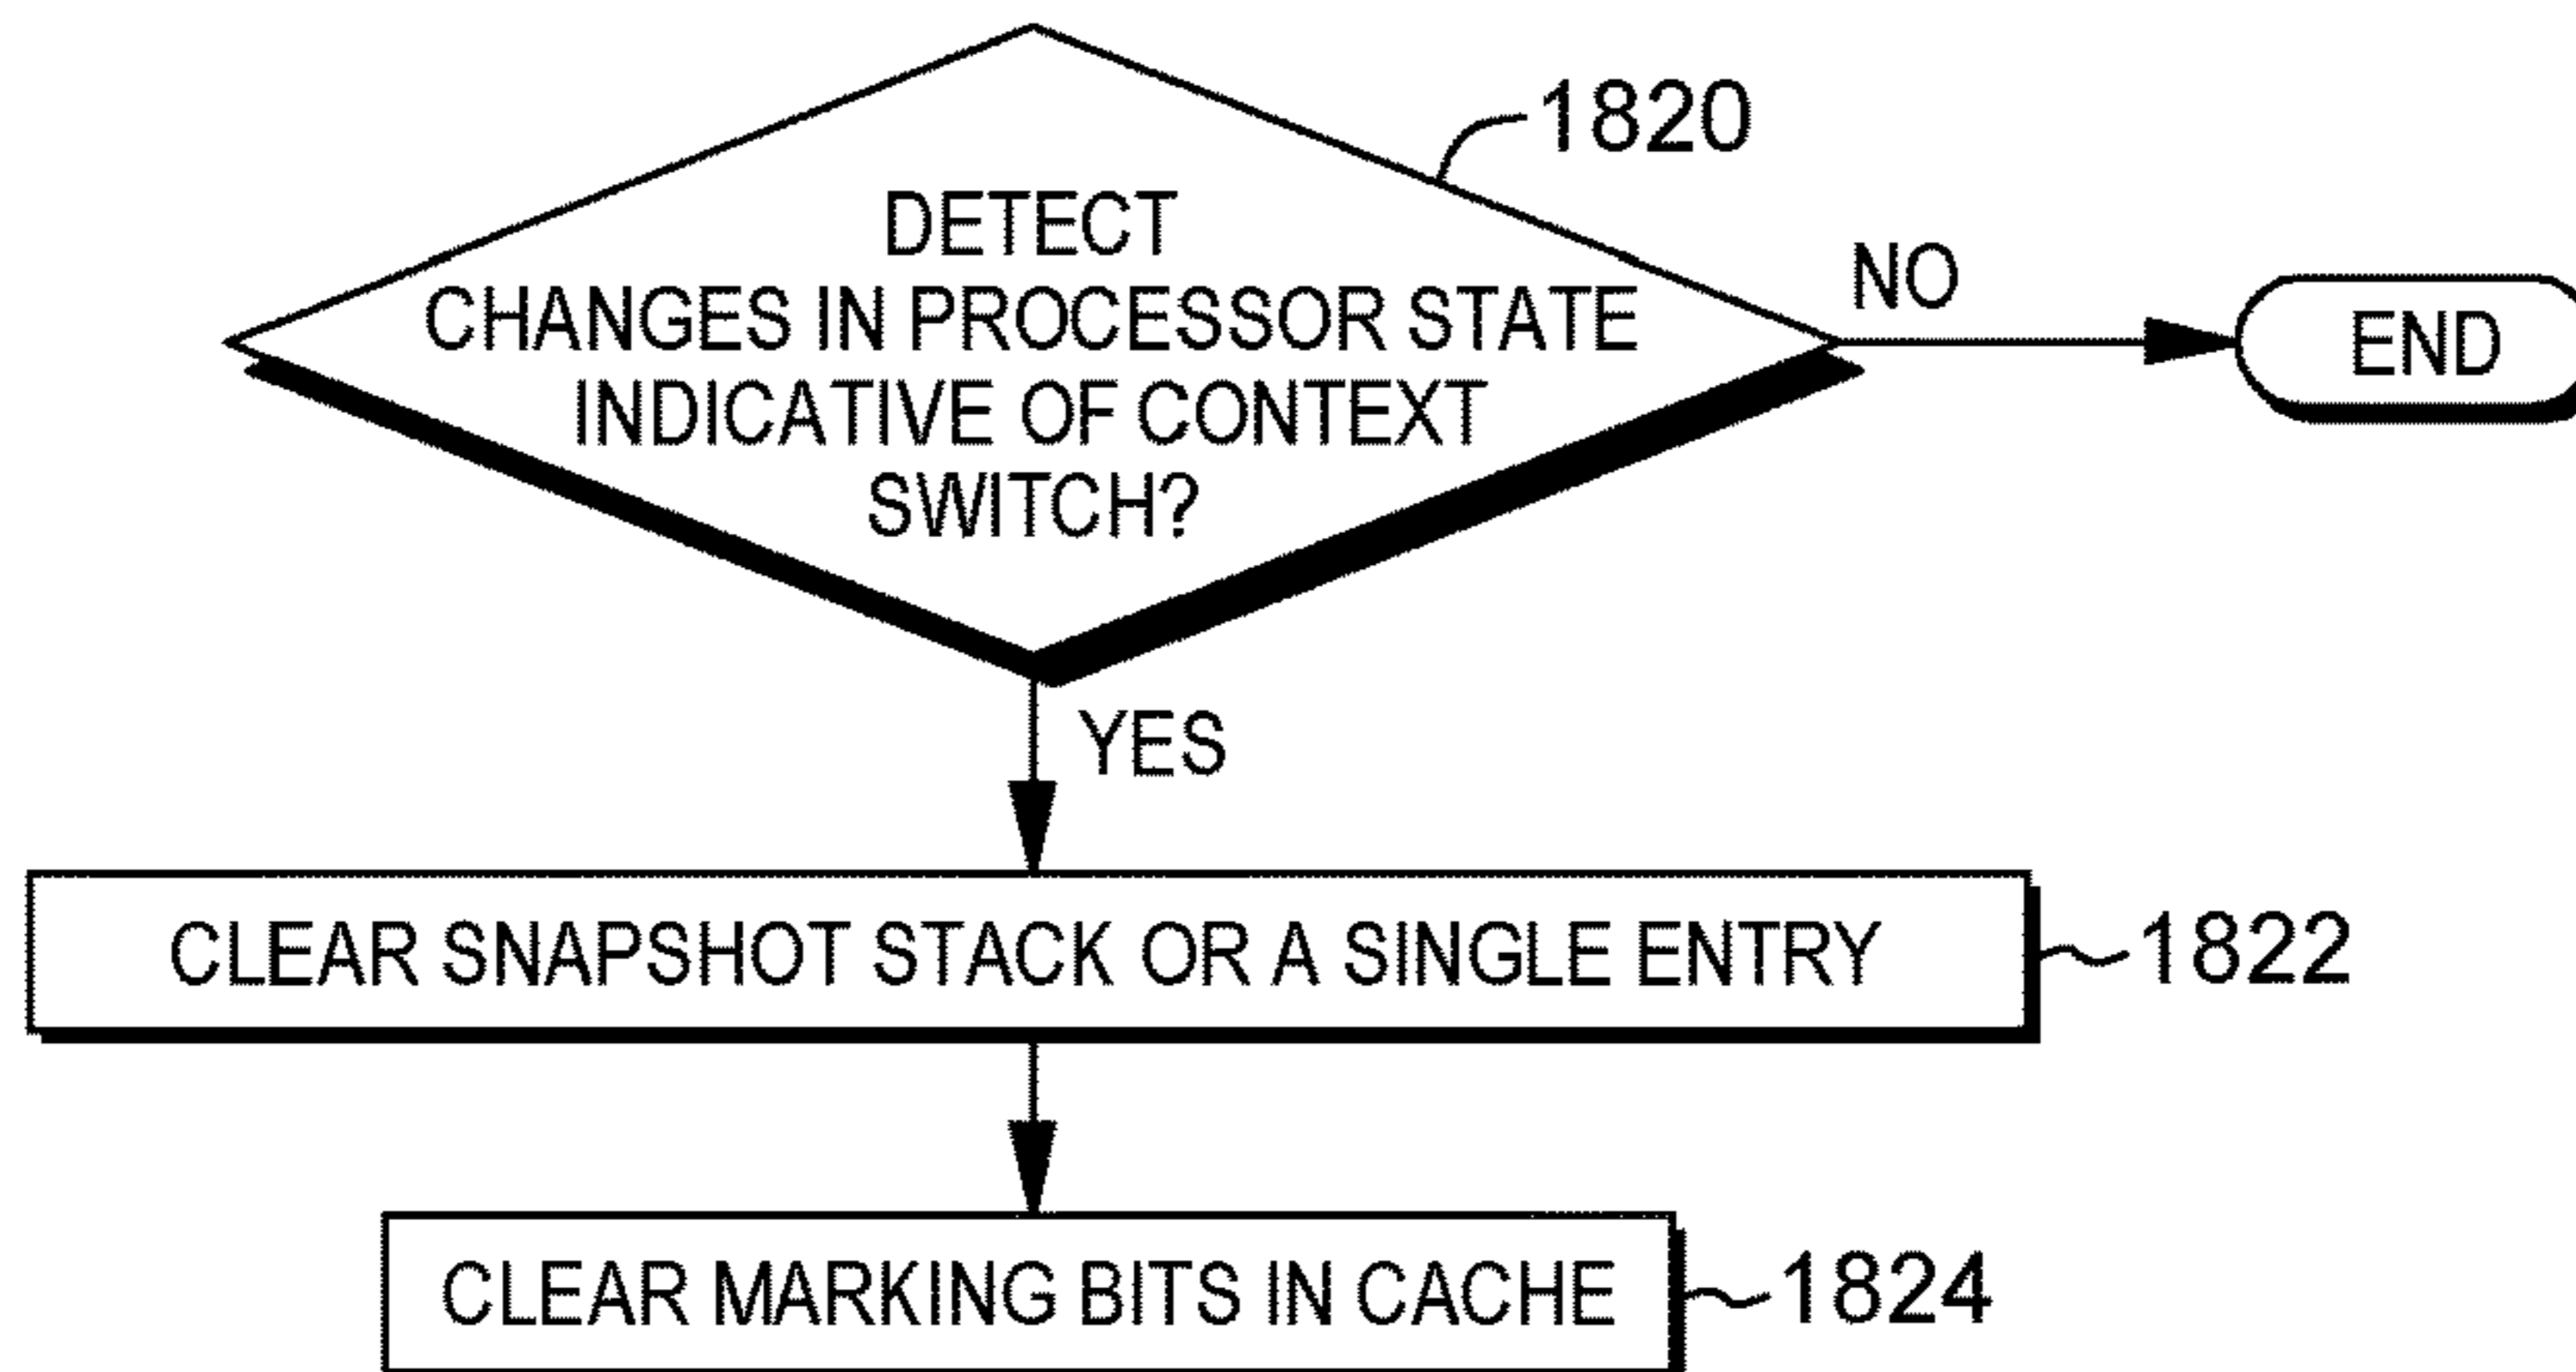 1820
DETECT
CHANGES IN PROCESSOR STATE
INDICATIVE OF CONTEXT
SWITCH?
NO
END
YES
CLEAR SNAPSHOT STACK OR A SINGLE ENTRY
1822
CLEAR MARKING BITS IN CACHE
1824